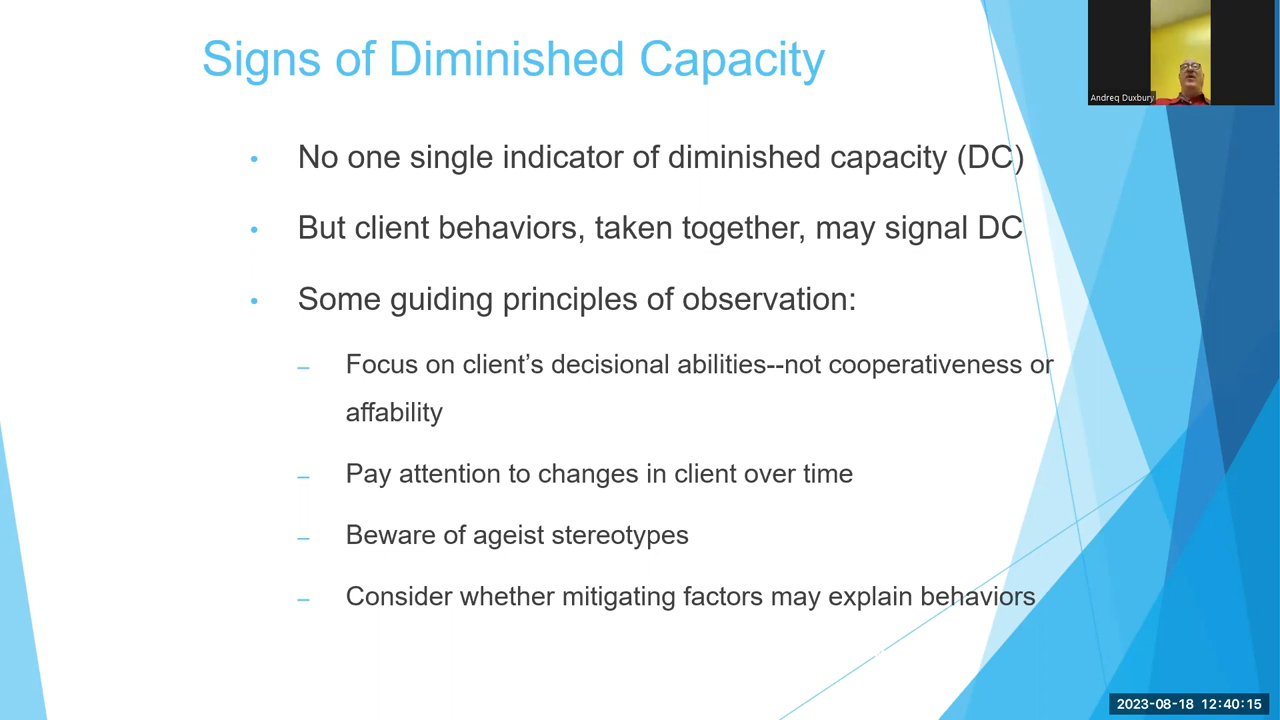 Signs of Diminished Capacity
Andreq Duxbury
• No one single indicator of diminished capacity (DC)
• But client behaviors, taken together, may signal DC
• Some guiding principles of observation:
– Focus on client’s decisional abilities--not cooperativeness or
affability
– Pay attention to changes in client over time
– Beware of ageist stereotypes
– Consider whether mitigating factors may explain behaviors
2023-08-18 12:40:15